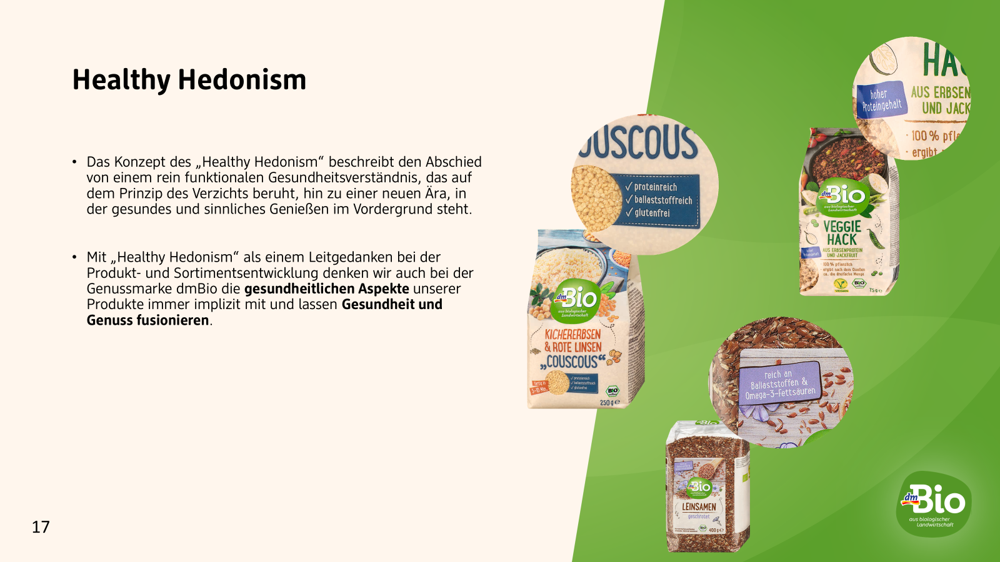 Healthy Hedonism
• Das Konzept des „Healthy Hedonism“ beschreibt den Abschied
von einem rein funktionalen Gesundheitsverständnis, das auf
dem Prinzip des Verzichts beruht, hin zu einer neuen Ära, in
der gesundes und sinnliches Genießen im Vordergrund steht.
• Mit „Healthy Hedonism“ als einem Leitgedanken bei der
Produkt- und Sortimentsentwicklung denken wir auch bei der
Genussmarke dmBio die gesundheitlichen Aspekte unserer
Produkte immer implizit mit und lassen Gesundheit und
Genuss fusionieren.
17
OUSCOUS
✓ proteinreich
✓ ballaststoffreich
✓ glutenfrei
dm Bio
aus biologischer
Landwirtschaft
KICHERERBSEN
& ROTE LINSEN
„COUSCOUS“
fertig in
5-10 Min.
✓ proteinreich
✓ ballaststoffreich
✓ glutenfrei
BIO
250 g e
HA
hoher
Proteingehalt
AUS ERBSEN
UND JACK
· 100 % pfl
· ergibt
dm Bio
aus biologischer
Landwirtschaft
VEGGIE
HACK
hoher
Proteingehalt
AUS ERBSENPROTEIN
UND JACKFRUIT
· 100 % pflanzlich
· ergibt nach dem Quellen
ca. die dreifache Menge
VEGAN
BIO
75 g e
reich an
Ballaststoffen &
Omega-3-Fettsäuren
Bio
dm Bio
LEINSAMEN
geschrotet
BIO
400 g e
dm Bio
aus biologischer
Landwirtschaft